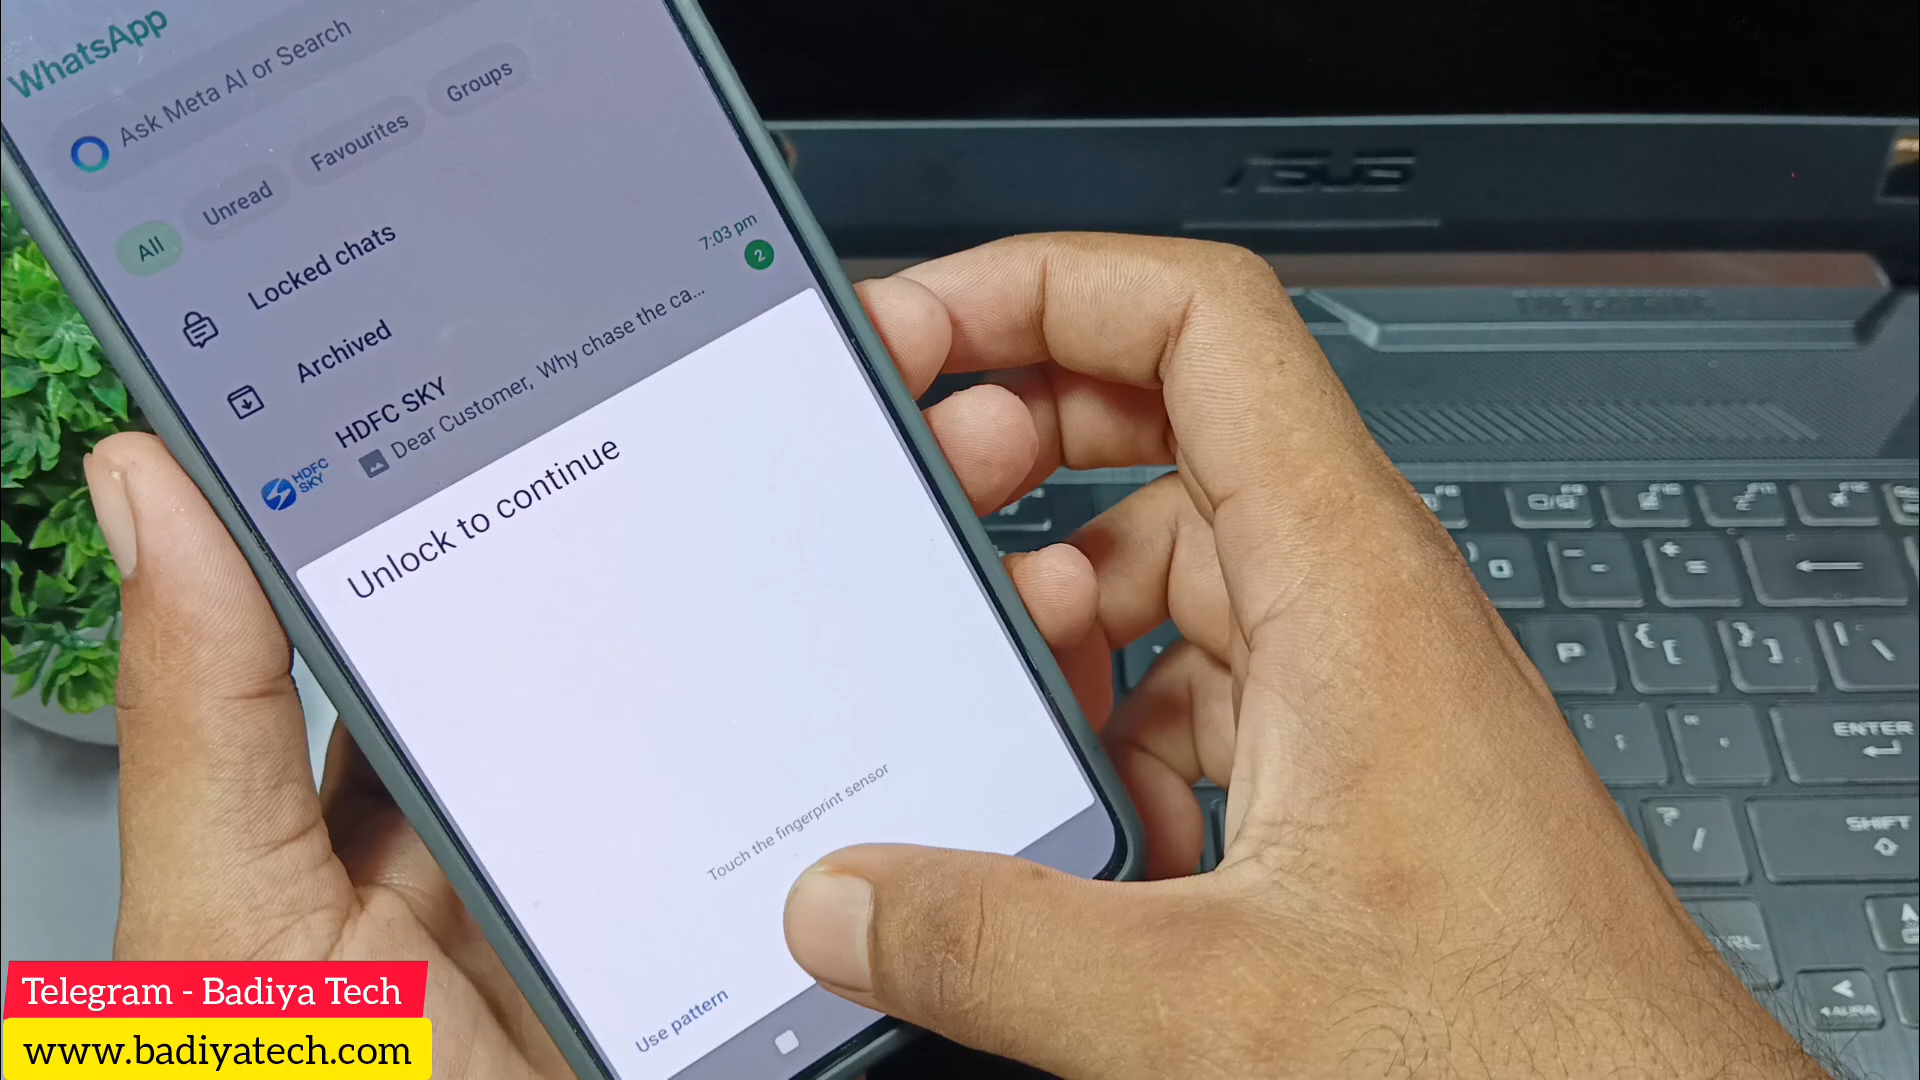 WhatsApp
Ask Meta AI or Search
All
Unread
Favourites
Groups
Locked chats
Archived
HDFC SKY
7:03 pm
Dear Customer, Why chase the ca...
2
HDFC
SKY
Unlock to continue
Touch the fingerprint sensor
Use pattern
ASUS
P
{ [
} ]
| \
ENTER
SHIFT
? /
AURA
Telegram - Badiya Tech
www.badiyatech.com